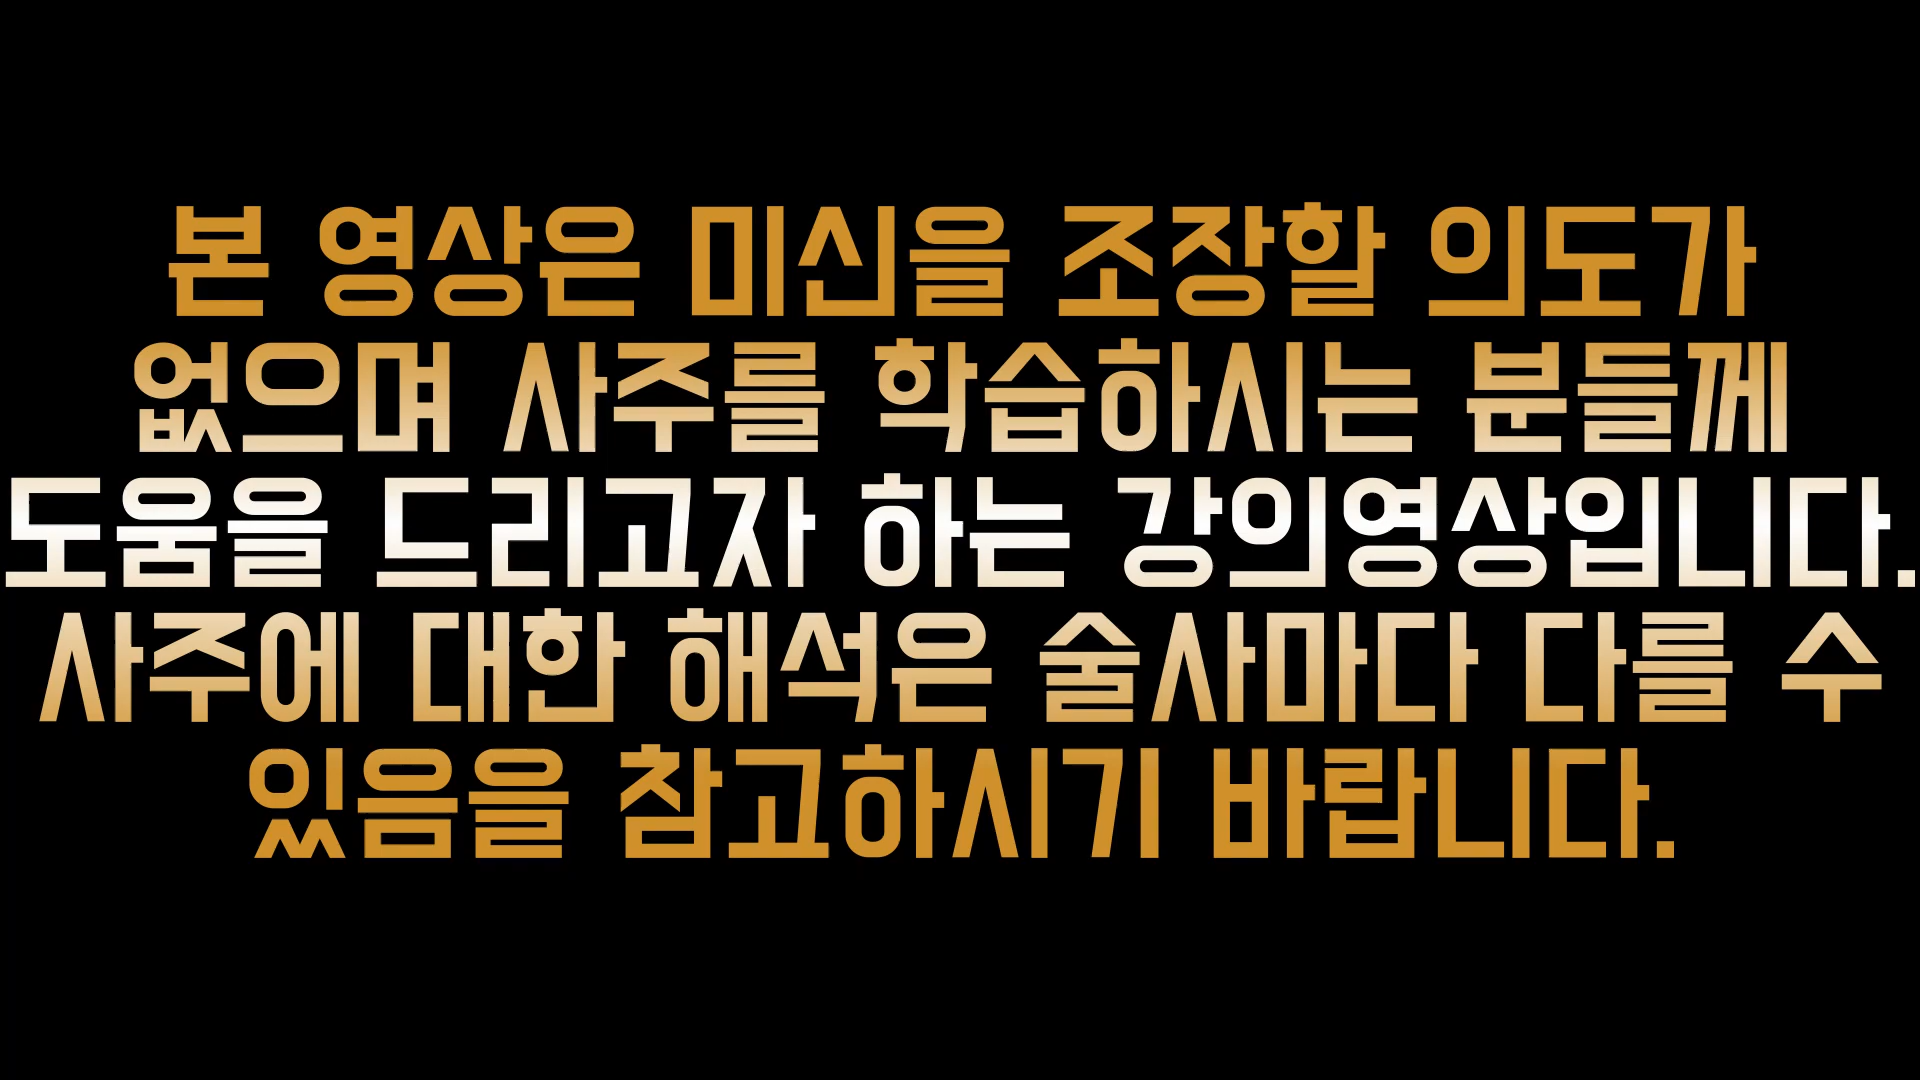 본 영상은 미신을 조장할 의도가
없으며 사주를 학습하시는 분들께
도움을 드리고자 하는 강의영상입니다.
사주에 대한 해석은 술사마다 다를 수
있음을 참고하시기 바랍니다.